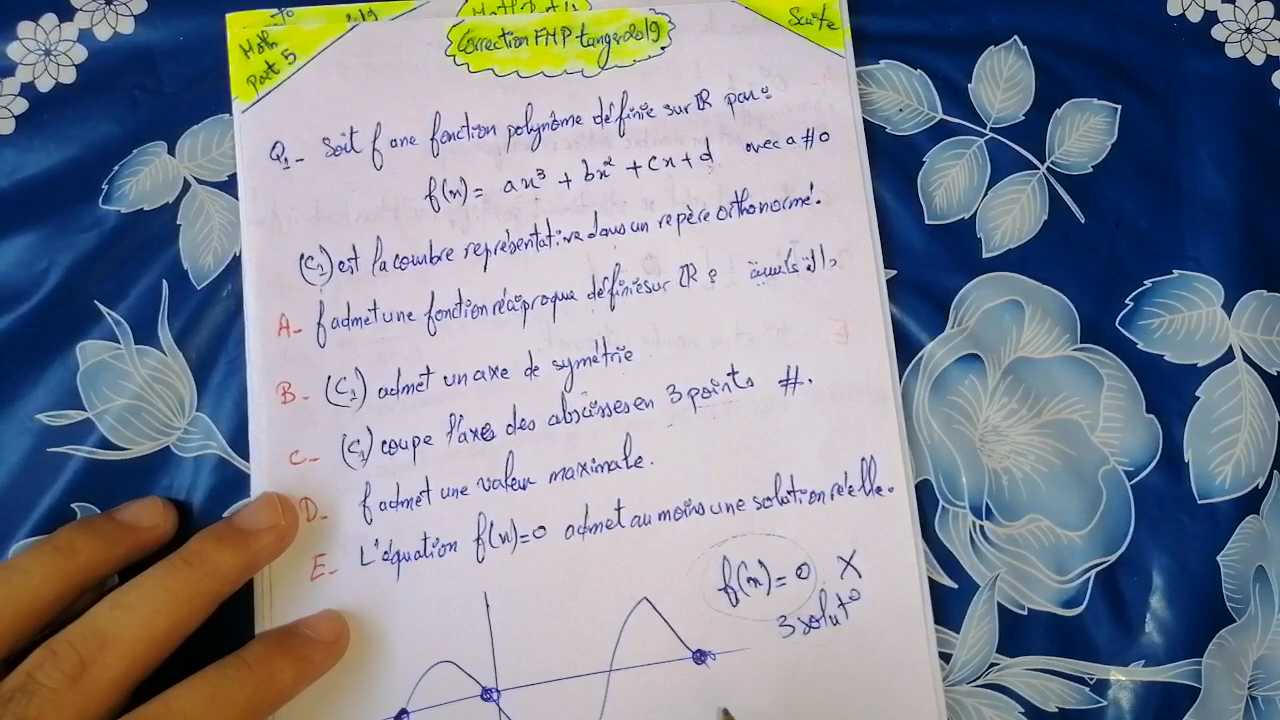 2019
Math
Part 5
Correction FMP tanger 2019
Suite
Q1- Soit f une fonction polynôme définie sur ℝ par :
f(x) = ax³ + bx² + cx + d avec a ≠ 0
(C1) est la courbe représentative dans un repère orthonormé.
A- f admet une fonction réciproque définie sur ℝ :
B- (C1) admet un axe de symétrie
C- (C1) coupe l'axe des abscisses en 3 points #.
D- f admet une valeur maximale.
E- L'équation f(x)=0 admet au moins une solution réelle.
f(x) = 0 X
3 solut°